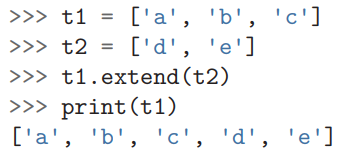 >>> t1 = ['a', 'b', 'c']
>>> t2 = ['d', 'e']
>>> t1.extend(t2)
>>> print(t1)
['a', 'b', 'c', 'd', 'e']